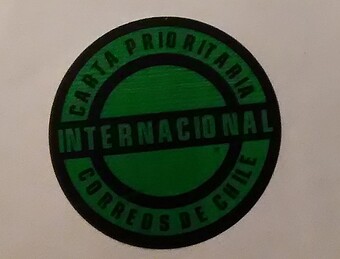 CARTA PRIORITARIA
INTERNACIONAL
CORREOS DE CHILE